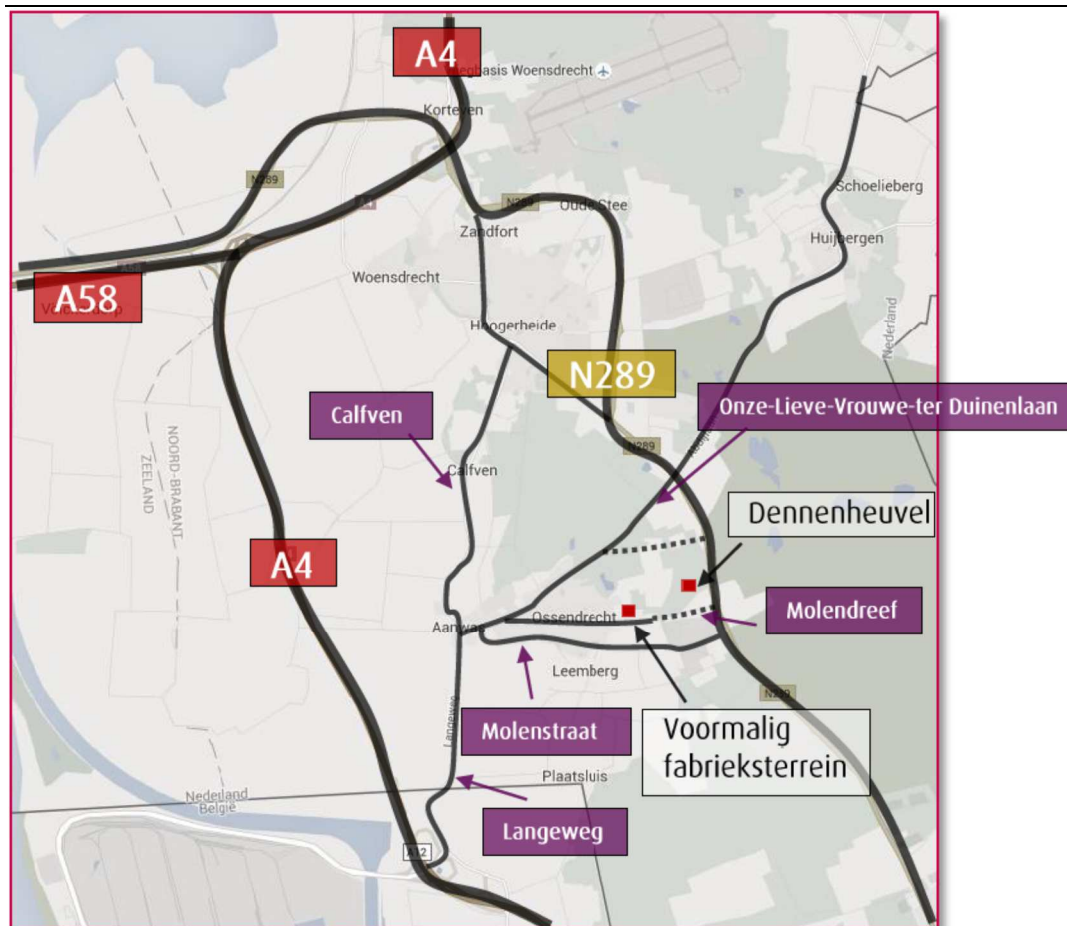 A4
Vliegbasis Woensdrecht
Korteven
N289
A4
N289
Oude Stee
Schoelieberg
Zandfort
Huijbergen
A58
Woensdrecht
Hoogerheide
Nederland
N289
Onze-Lieve-Vrouwe-ter Duinenlaan
Calfven
N289
Calfven
NOORD-BRABANT
ZEELAND
Dennenheuvel
A4
Molendreef
Ossendrecht
Aanwas
Leemberg
N289
Langeweg
Molenstraat
Voormalig
fabrieksterrein
Plaatsluis
Nederland
België
Langeweg
A12